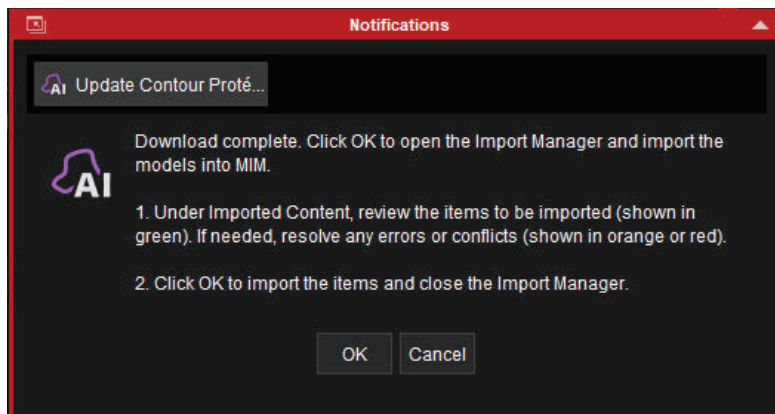 Notifications
AI Update Contour Proté...
Download complete. Click OK to open the Import Manager and import the
models into MIM.
AI
1. Under Imported Content, review the items to be imported (shown in
green). If needed, resolve any errors or conflicts (shown in orange or red).
2. Click OK to import the items and close the Import Manager.
OK Cancel